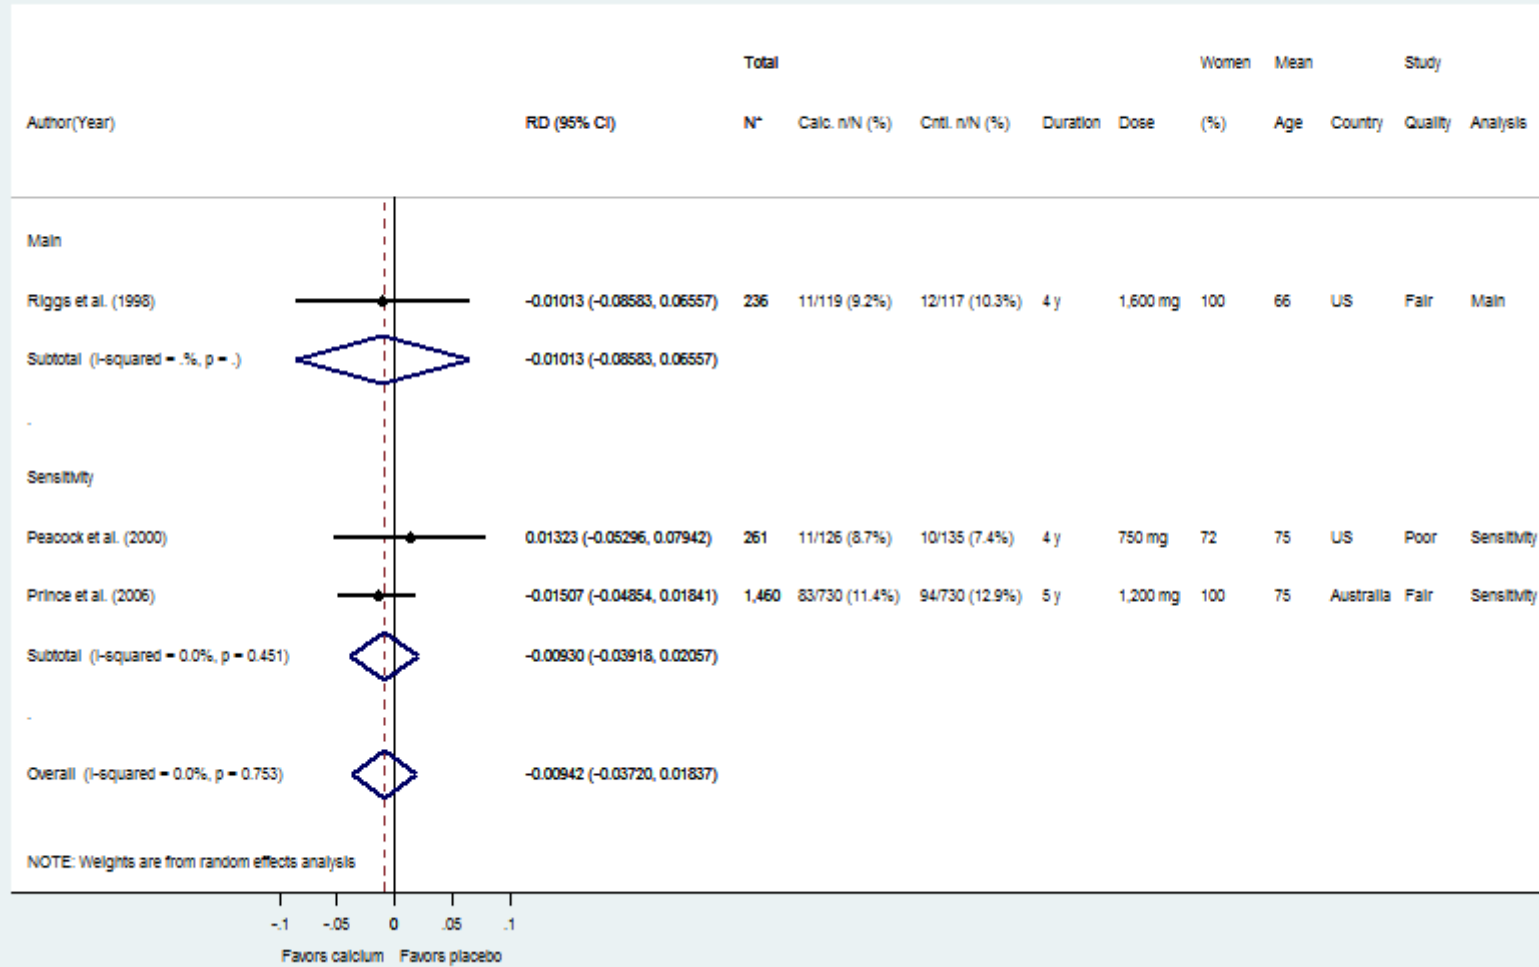 Total Women Mean Study
Author(Year) RD (95% CI) N* Calc. n/N (%) Cntl. n/N (%) Duration Dose (%) Age Country Quality Analysis
Main
Riggs et al. (1998) -0.01013 (-0.08583, 0.06557) 236 11/119 (9.2%) 12/117 (10.3%) 4 y 1,600 mg 100 66 US Fair Main
Subtotal (I-squared = .%, p = .) -0.01013 (-0.08583, 0.06557)
.
Sensitivity
Peacock et al. (2000) 0.01323 (-0.05296, 0.07942) 261 11/126 (8.7%) 10/135 (7.4%) 4 y 750 mg 72 75 US Poor Sensitivity
Prince et al. (2006) -0.01507 (-0.04854, 0.01841) 1,460 83/730 (11.4%) 94/730 (12.9%) 5 y 1,200 mg 100 75 Australia Fair Sensitivity
Subtotal (I-squared = 0.0%, p = 0.451) -0.00930 (-0.03918, 0.02057)
.
Overall (I-squared = 0.0%, p = 0.753) -0.00942 (-0.03720, 0.01837)
NOTE: Weights are from random effects analysis
-.1 -.05 0 .05 .1
Favors calcium Favors placebo